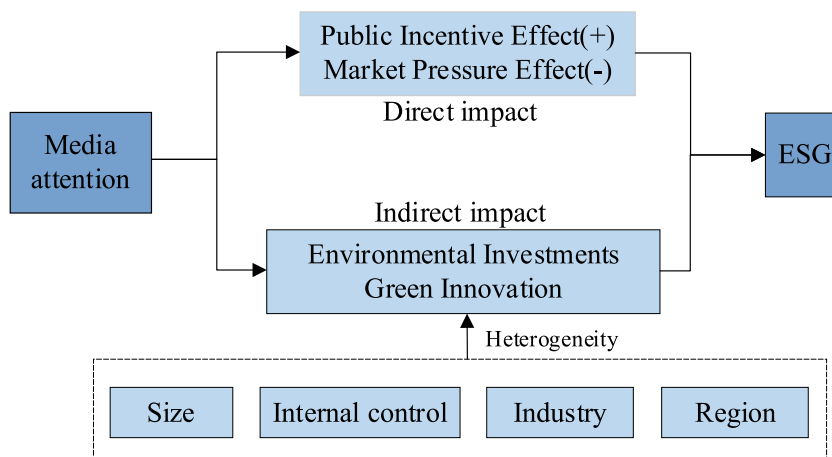 Public Incentive Effect(+)
Market Pressure Effect(-)
Direct impact
Media
attention
ESG
Indirect impact
Environmental Investments
Green Innovation
Heterogeneity
Size
Internal control
Industry
Region